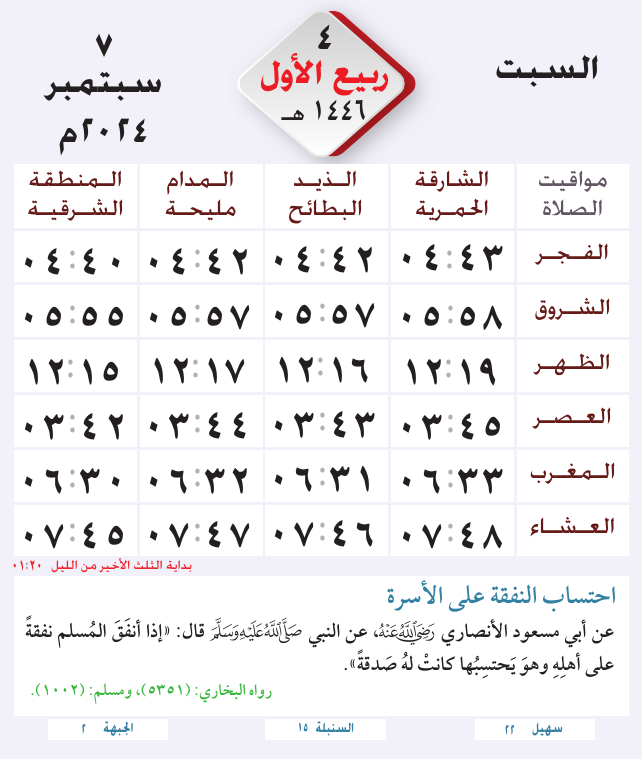 السبت
٤
ربيع الأول
١٤٤٦ هـ
٧
سبتمبر
٢٠٢٤م
مواقيت الصلاة	الشارقة الحمرية	الذيد البطائح	المدام مليحة	المنطقة الشرقية
الفجر	٠٤:٤٣	٠٤:٤٢	٠٤:٤٢	٠٤:٤٠
الشروق	٠٥:٥٨	٠٥:٥٧	٠٥:٥٧	٠٥:٥٥
الظهر	١٢:١٩	١٢:١٦	١٢:١٧	١٢:١٥
العصر	٠٣:٤٥	٠٣:٤٣	٠٣:٤٤	٠٣:٤٢
المغرب	٠٦:٣٣	٠٦:٣١	٠٦:٣٢	٠٦:٣٠
العشاء	٠٧:٤٨	٠٧:٤٦	٠٧:٤٧	٠٧:٤٥
بداية الثلث الأخير من الليل ٠١:٢٠
احتساب النفقة على الأسرة
عن أبي مسعود الأنصاري رَضِيَ اللَّهُ عَنْهُ، عن النبي صَلَّى اللَّهُ عَلَيْهِ وَسَلَّمَ قال: «إذا أنفَقَ المُسلم نفقةً
على أهلِهِ وهوَ يَحتسِبُها كانتْ لهُ صَدقةً».
رواه البخاري: (٥٣٥١)، ومسلم: (١٠٠٢).
سهيل ٢٢	السنبلة ١٥	الجبهة ٢